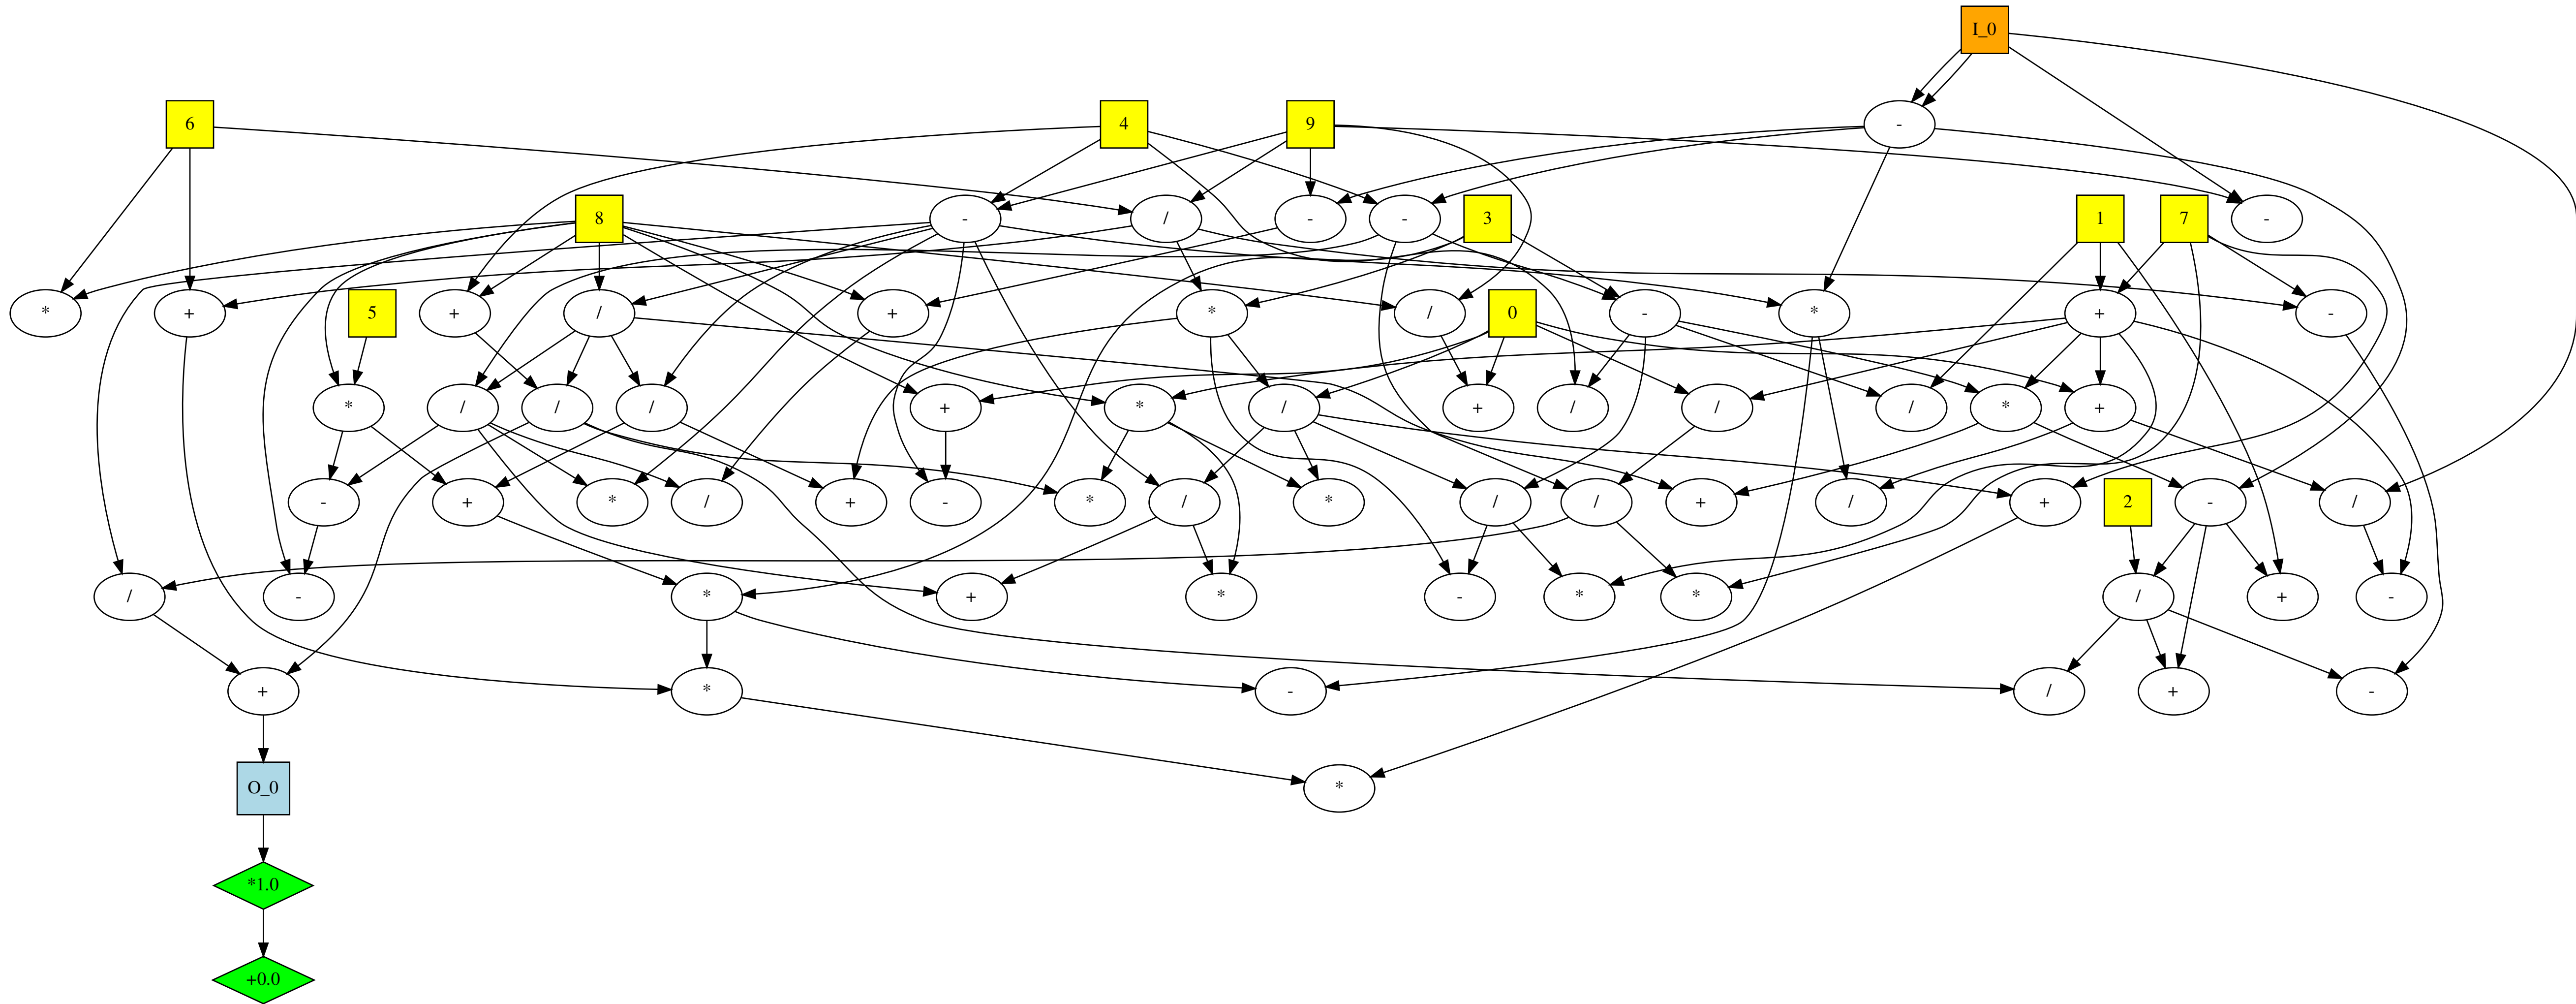 I_0
6 4 9 -
8 - / - - 3 1 7 -
* + 5 + / + / * 0 - * + -
* / / / + * / + / / / * +
- + * / + - * / * / / + / + 2 - /
/ - * + * - * * / + -
+ * - / + -
O_0 *
*1.0
+0.0